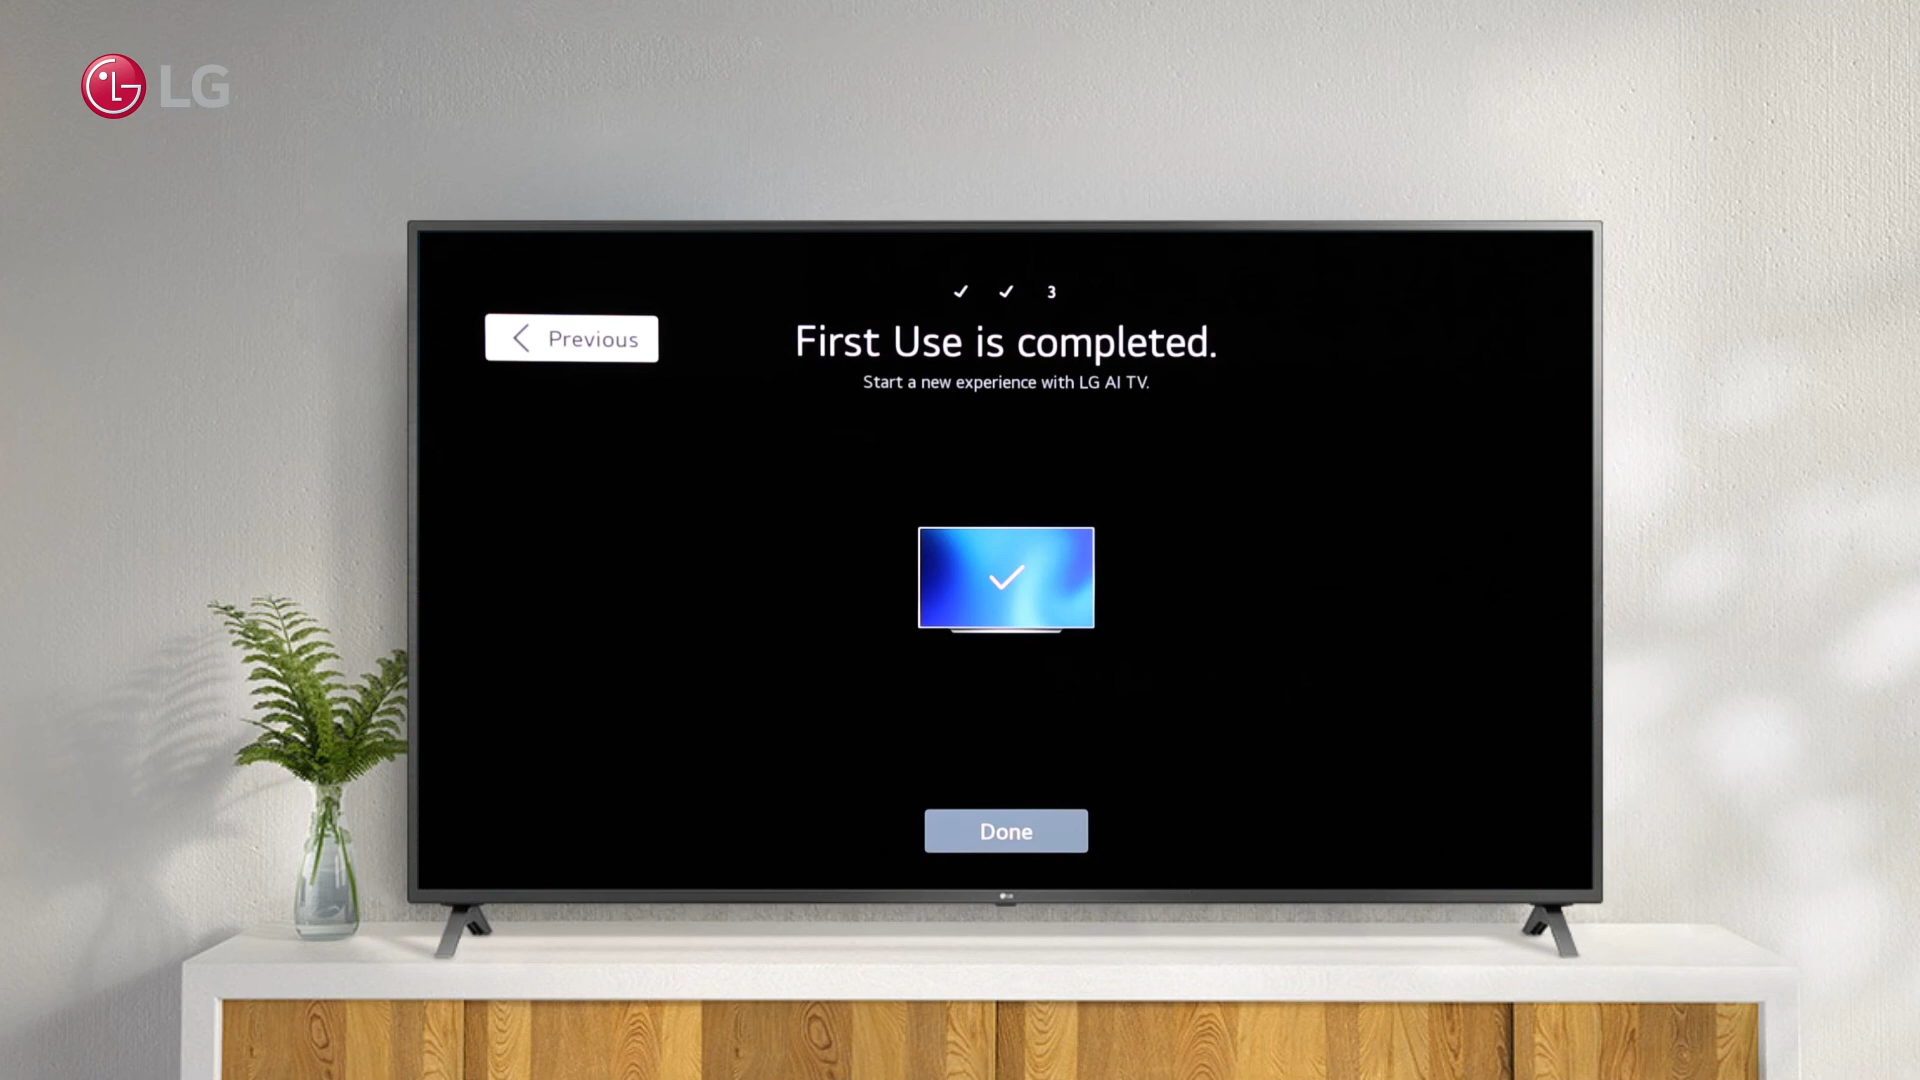 LG
✓ ✓ 3
Previous
First Use is completed.
Start a new experience with LG AI TV.
Done